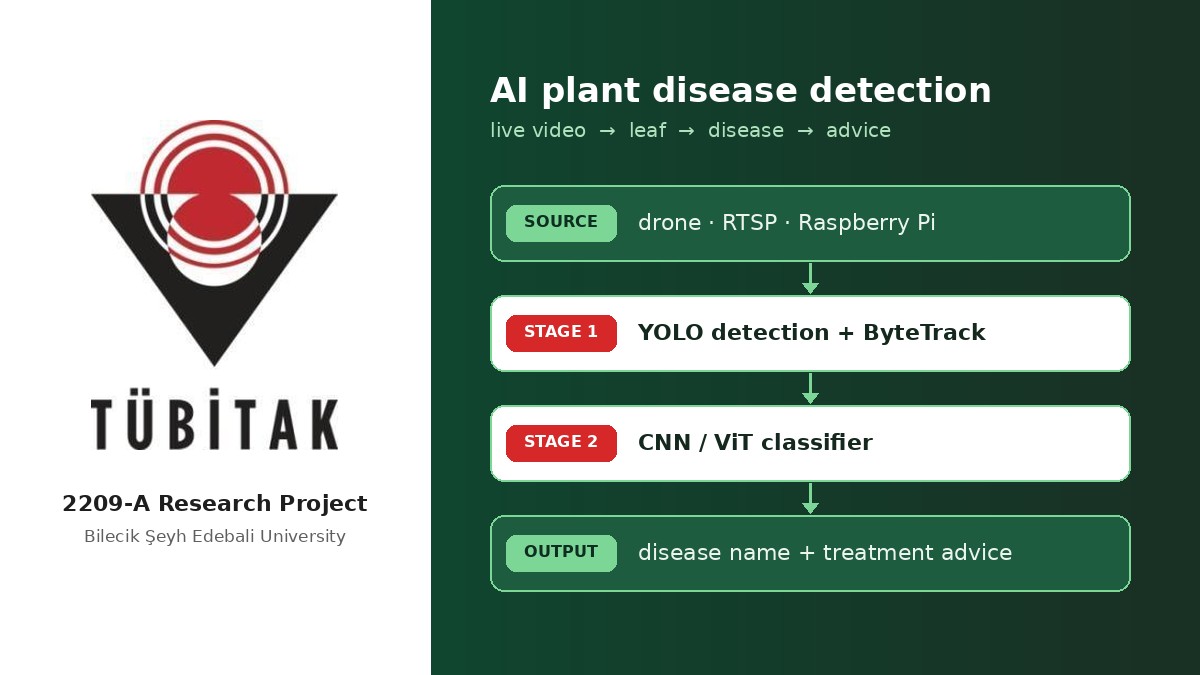 TÜBİTAK
2209-A Research Project
Bilecik Şeyh Edebali University
AI plant disease detection
live video → leaf → disease → advice
SOURCE drone · RTSP · Raspberry Pi
STAGE 1 YOLO detection + ByteTrack
STAGE 2 CNN / ViT classifier
OUTPUT disease name + treatment advice